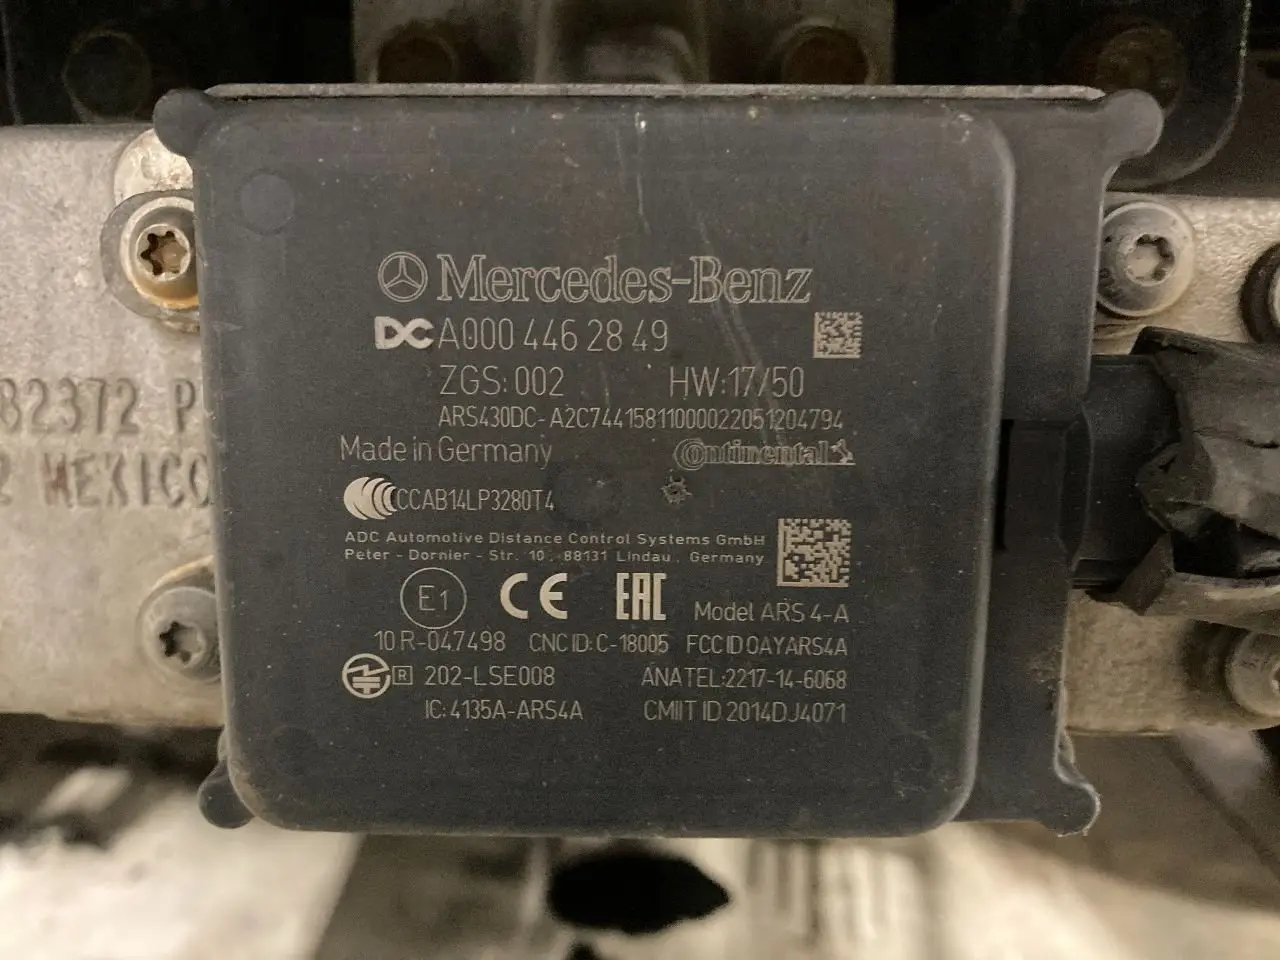 Mercedes-Benz
DC A000 446 28 49
ZGS: 002 HW:17/50
ARS430DC- A2C74415811000022051204794
Made in Germany Continental
CCAB14LP3280T4
ADC Automotive Distance Control Systems GmbH
Peter - Dornier - Str. 10, 88131 Lindau, Germany
E1 CE EAC Model ARS 4-A
10 R-047498 CNC ID: C-18005 FCC ID OAYARS4A
R 202-LSE008 ANATEL:2217-14-6068
IC: 4135A-ARS4A CMIIT ID 2014DJ4071
82372 P
2 MEXICO